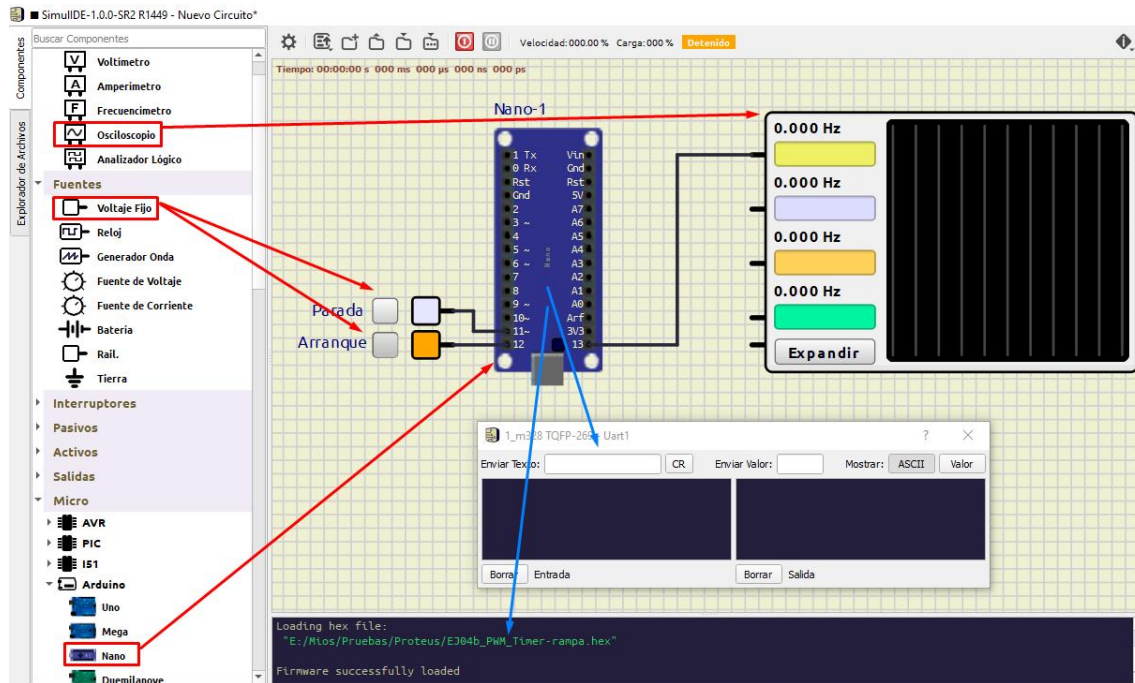 SimulIDE-1.0.0-SR2 R1449 - Nuevo Circuito*
Componentes
Explorador de Archivos
Buscar Componentes
Voltimetro
Amperimetro
Frecuencimetro
Osciloscopio
Analizador Lógico
Fuentes
Voltaje Fijo
Reloj
Generador Onda
Fuente de Voltaje
Fuente de Corriente
Bateria
Rail.
Tierra
Interruptores
Pasivos
Activos
Salidas
Micro
AVR
PIC
I51
Arduino
Uno
Mega
Nano
Duemilanove
Velocidad:000.00 % Carga:000 % Detenido
Tiempo: 00:00:00 s 000 ms 000 µs 000 ns 000 ps
Nano-1
1 Tx Vin
0 Rx Gnd
Rst Rst
Gnd 5V
2 A7
3 ~ A6
4 A5
5 ~ A4
6 ~ A3
7 A2
8 A1
9 ~ A0
10~ Arf
11~ 3V3
12 13
Nano
Parada
Arranque
0.000 Hz
0.000 Hz
0.000 Hz
0.000 Hz
Expandir
Uart1
Enviar Texto: CR Enviar Valor: Mostrar: ASCII Valor
Borrar Entrada Borrar Salida
Loading hex file:
"E:/Mios/Pruebas/Proteus/EJ04b_PWM_Timer-rampa.hex"
Firmware successfully loaded